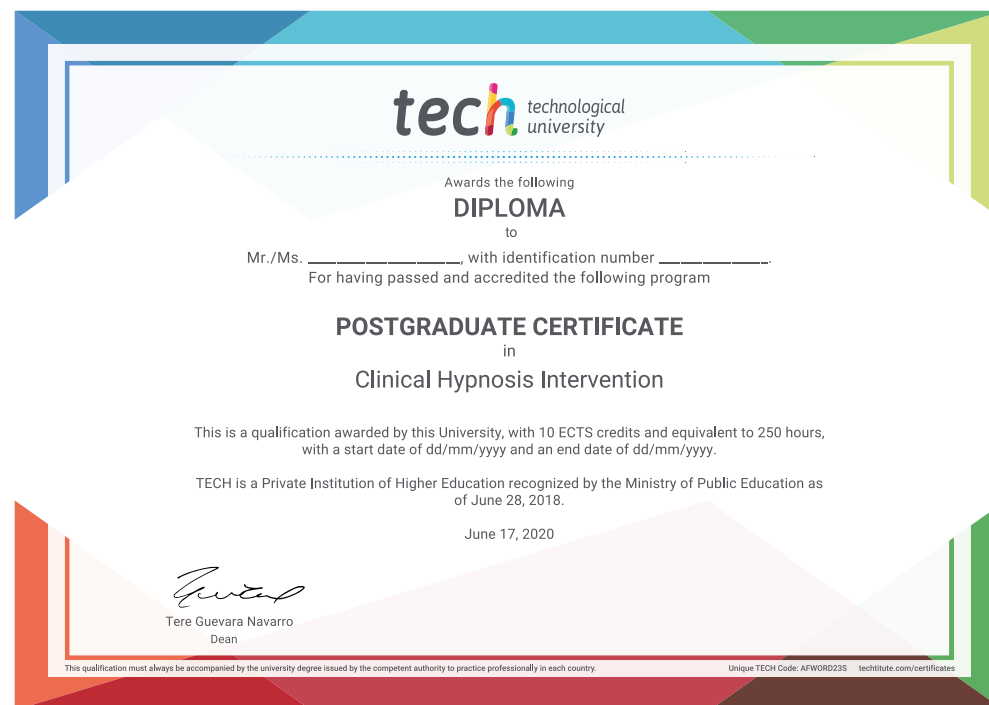 tech technological
university
Awards the following
DIPLOMA
to
Mr./Ms. ____________________, with identification number ______________.
For having passed and accredited the following program
POSTGRADUATE CERTIFICATE
in
Clinical Hypnosis Intervention
This is a qualification awarded by this University, with 10 ECTS credits and equivalent to 250 hours,
with a start date of dd/mm/yyyy and an end date of dd/mm/yyyy.
TECH is a Private Institution of Higher Education recognized by the Ministry of Public Education as
of June 28, 2018.
June 17, 2020
Tere Guevara Navarro
Dean
This qualification must always be accompanied by the university degree issued by the competent authority to practice professionally in each country.
Unique TECH Code: AFWORD23S techtitute.com/certificates